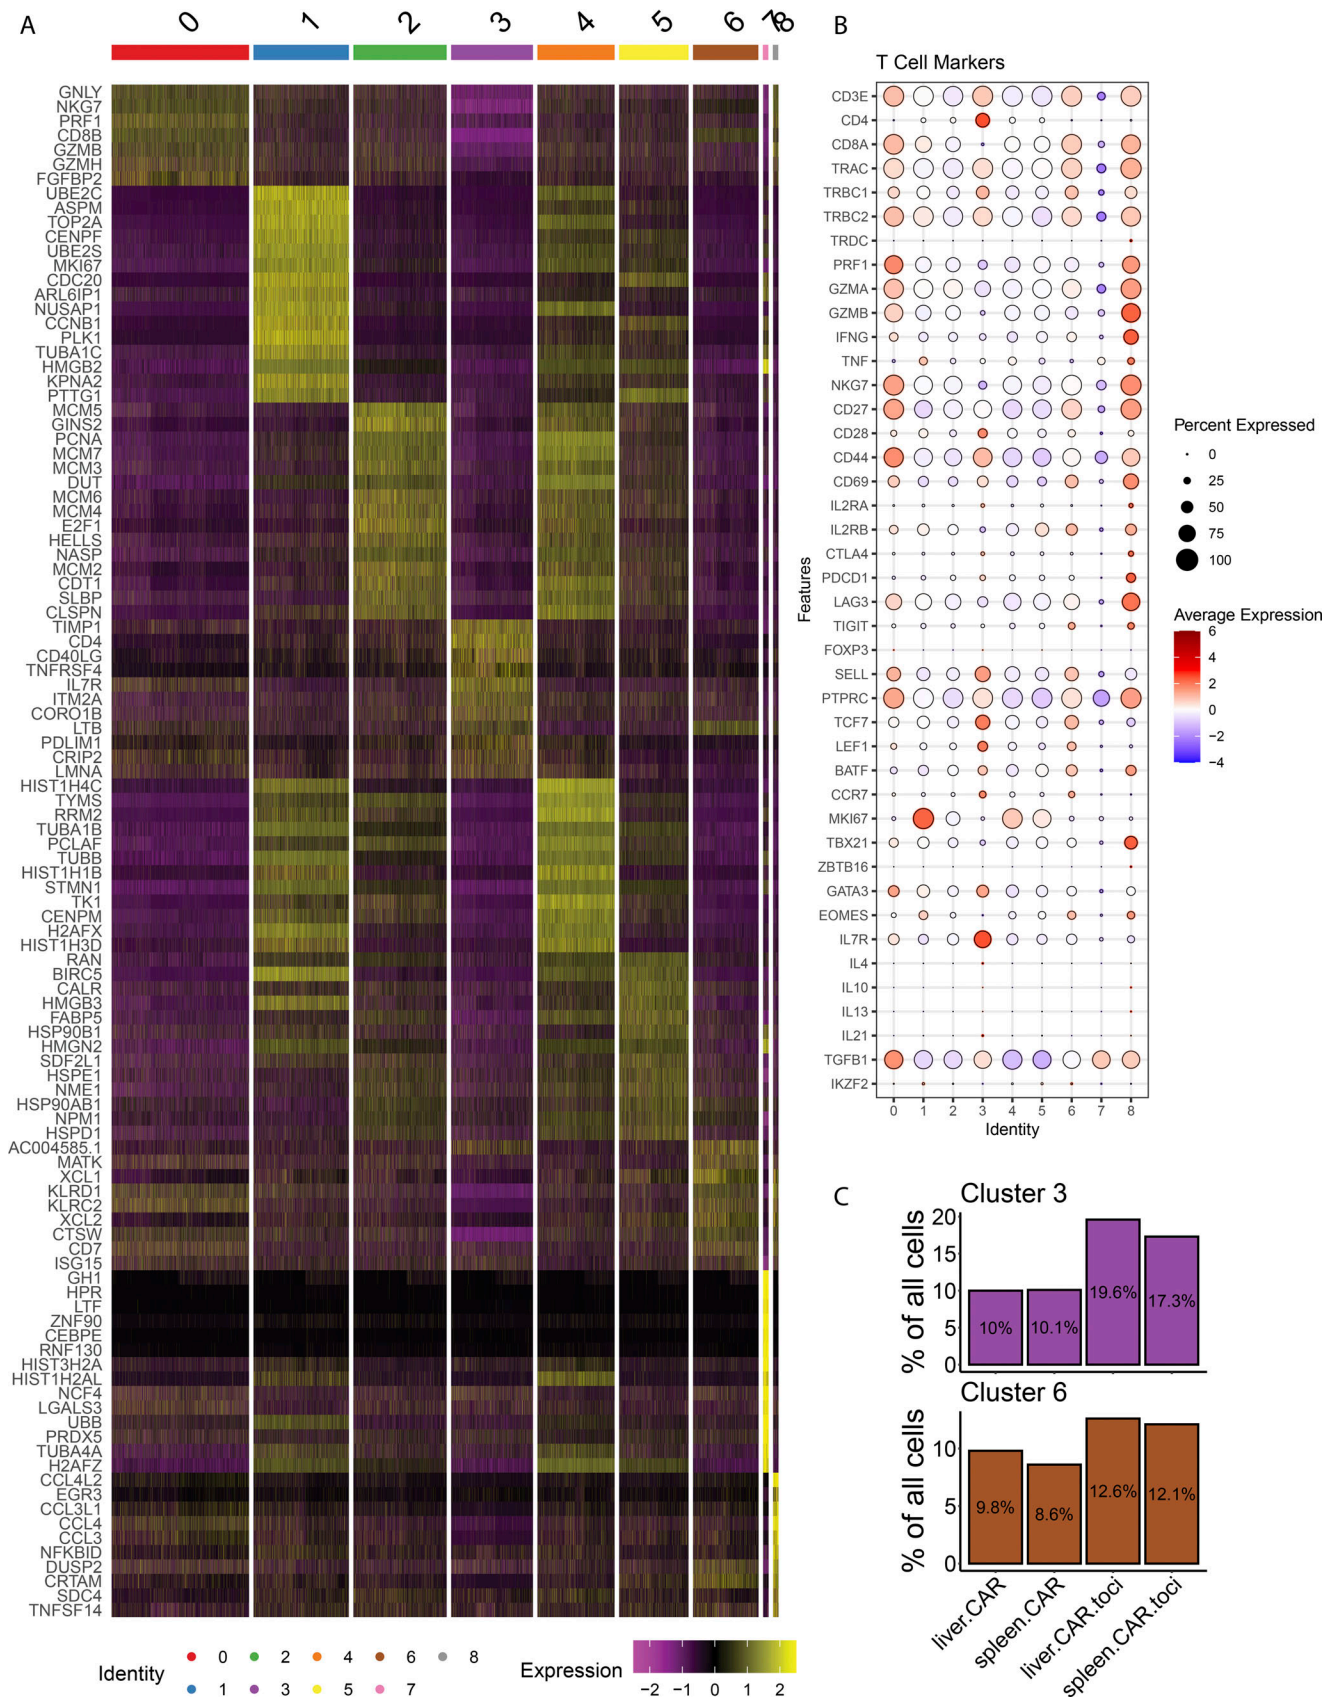 A
0 1 2 3 4 5 6 7 8
GNLY
NKG7
PRF1
CD8B
GZMB
GZMH
FGFBP2
UBE2C
ASPM
TOP2A
CENPF
UBE2S
MKI67
CDC20
ARL6IP1
NUSAP1
CCNB1
PLK1
TUBA1C
HMGB2
KPNA2
PTTG1
MCM5
GINS2
PCNA
MCM7
MCM3
DUT
MCM6
MCM4
E2F1
HELLS
NASP
MCM2
CDT1
SLBP
CLSPN
TIMP1
CD4
CD40LG
TNFRSF4
IL7R
ITM2A
CORO1B
LTB
PDLIM1
CRIP2
LMNA
HIST1H4C
TYMS
RRM2
TUBA1B
PCLAF
TUBB
HIST1H1B
STMN1
TK1
CENPM
H2AFX
HIST1H3D
RAN
BIRC5
CALR
HMGB3
FABP5
HSP90B1
HMGN2
SDF2L1
HSPE1
NME1
HSP90AB1
NPM1
HSPD1
AC004585.1
MATK
XCL1
KLRD1
KLRC2
XCL2
CTSW
CD7
ISG15
GH1
HPR
LTF
ZNF90
CEBPE
RNF130
HIST3H2A
HIST1H2AL
NCF4
LGALS3
UBB
PRDX5
TUBA4A
H2AFZ
CCL4L2
EGR3
CCL3L1
CCL4
CCL3
NFKBID
DUSP2
CRTAM
SDC4
TNFSF14
Identity
0 2 4 6 8
1 3 5 7
Expression
−2 −1 0 1 2
B
T Cell Markers
Features
CD3E
CD4
CD8A
TRAC
TRBC1
TRBC2
TRDC
PRF1
GZMA
GZMB
IFNG
TNF
NKG7
CD27
CD28
CD44
CD69
IL2RA
IL2RB
CTLA4
PDCD1
LAG3
TIGIT
FOXP3
SELL
PTPRC
TCF7
LEF1
BATF
CCR7
MKI67
TBX21
ZBTB16
GATA3
EOMES
IL7R
IL4
IL10
IL13
IL21
TGFB1
IKZF2
0 1 2 3 4 5 6 7 8
Identity
Percent Expressed
0
25
50
75
100
Average Expression
6
4
2
0
−2
−4
C
Cluster 3
% of all cells
20
15
10
5
0
10% 10.1% 19.6% 17.3%
Cluster 6
% of all cells
10
5
0
9.8% 8.6% 12.6% 12.1%
liver.CAR
spleen.CAR
liver.CAR.toci
spleen.CAR.toci